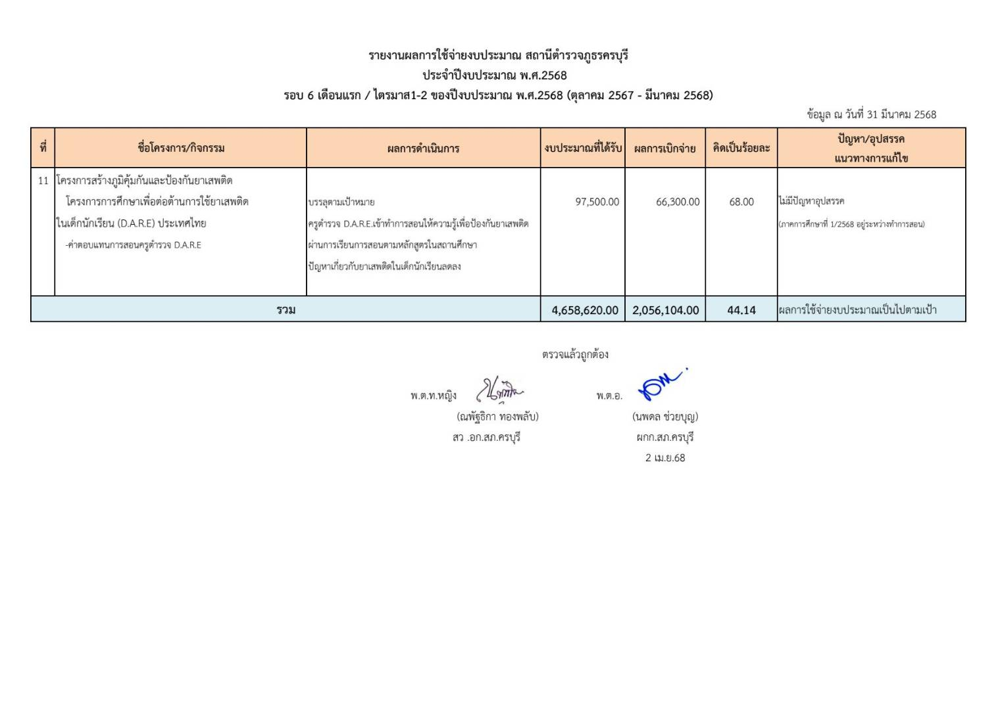 รายงานผลการใช้จ่ายงบประมาณ สถานีตำรวจภูธรครบุรี
ประจำปีงบประมาณ พ.ศ.2568
รอบ 6 เดือนแรก / ไตรมาส1-2 ของปีงบประมาณ พ.ศ.2568 (ตุลาคม 2567 - มีนาคม 2568)
ข้อมูล ณ วันที่ 31 มีนาคม 2568
ที่ ชื่อโครงการ/กิจกรรม ผลการดำเนินการ งบประมาณที่ได้รับ ผลการเบิกจ่าย คิดเป็นร้อยละ ปัญหา/อุปสรรค
แนวทางการแก้ไข
11 โครงการสร้างภูมิคุ้มกันและป้องกันยาเสพติด
โครงการการศึกษาเพื่อต่อต้านการใช้ยาเสพติด บรรลุตามเป้าหมาย 97,500.00 66,300.00 68.00 ไม่มีปัญหาอุปสรรค
ในเด็กนักเรียน (D.A.R.E) ประเทศไทย ครูตำรวจ D.A.R.E.เข้าทำการสอนให้ความรู้เพื่อป้องกันยาเสพติด (ภาคการศึกษาที่ 1/2568 อยู่ระหว่างทำการสอน)
-ค่าตอบแทนการสอนครูตำรวจ D.A.R.E ผ่านการเรียนการสอนตามหลักสูตรในสถานศึกษา
ปัญหาเกี่ยวกับยาเสพติดในเด็กนักเรียนลดลง
รวม 4,658,620.00 2,056,104.00 44.14 ผลการใช้จ่ายงบประมาณเป็นไปตามเป้า
ตรวจแล้วถูกต้อง
พ.ต.ท.หญิง พ.ต.อ.
(ณพัฐธิกา ทองพลับ) (นพดล ช่วยบุญ)
สว .อก.สภ.ครบุรี ผกก.สภ.ครบุรี
2 เม.ย.68